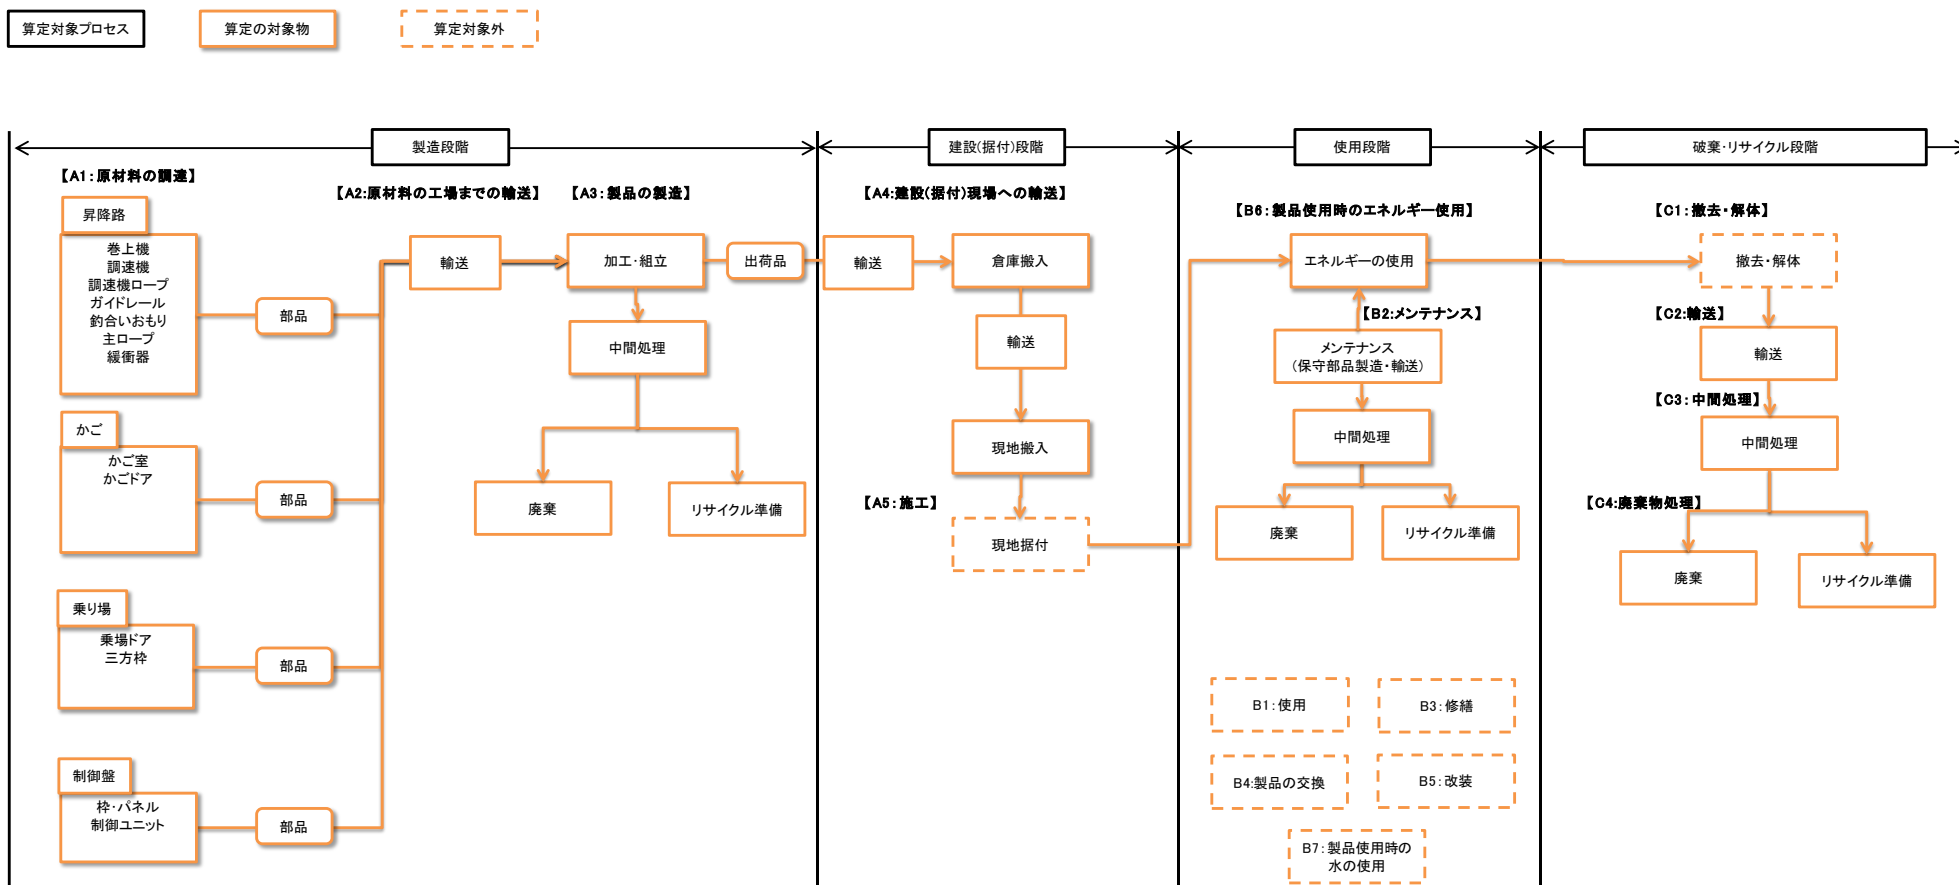 算定対象プロセス
算定の対象物
算定対象外
製造段階
建設(据付)段階
使用段階
破棄・リサイクル段階
【A1：原材料の調達】
昇降路
巻上機
調速機
調速機ロープ
ガイドレール
釣合いおもり
主ロープ
緩衝器
部品
かご
かご室
かごドア
部品
乗り場
乗場ドア
三方枠
部品
制御盤
枠・パネル
制御ユニット
部品
【A2:原材料の工場までの輸送】
輸送
【A3：製品の製造】
加工・組立
出荷品
中間処理
廃棄
リサイクル準備
【A4:建設(据付)現場への輸送】
輸送
倉庫搬入
輸送
現地搬入
【A5：施工】
現地据付
【B6：製品使用時のエネルギー使用】
エネルギーの使用
【B2:メンテナンス】
メンテナンス
(保守部品製造・輸送)
中間処理
廃棄
リサイクル準備
B1：使用
B3：修繕
B4:製品の交換
B5：改装
B7：製品使用時の
水の使用
【C1：撤去・解体】
撤去・解体
【C2:輸送】
輸送
【C3：中間処理】
中間処理
【C4:廃棄物処理】
廃棄
リサイクル準備